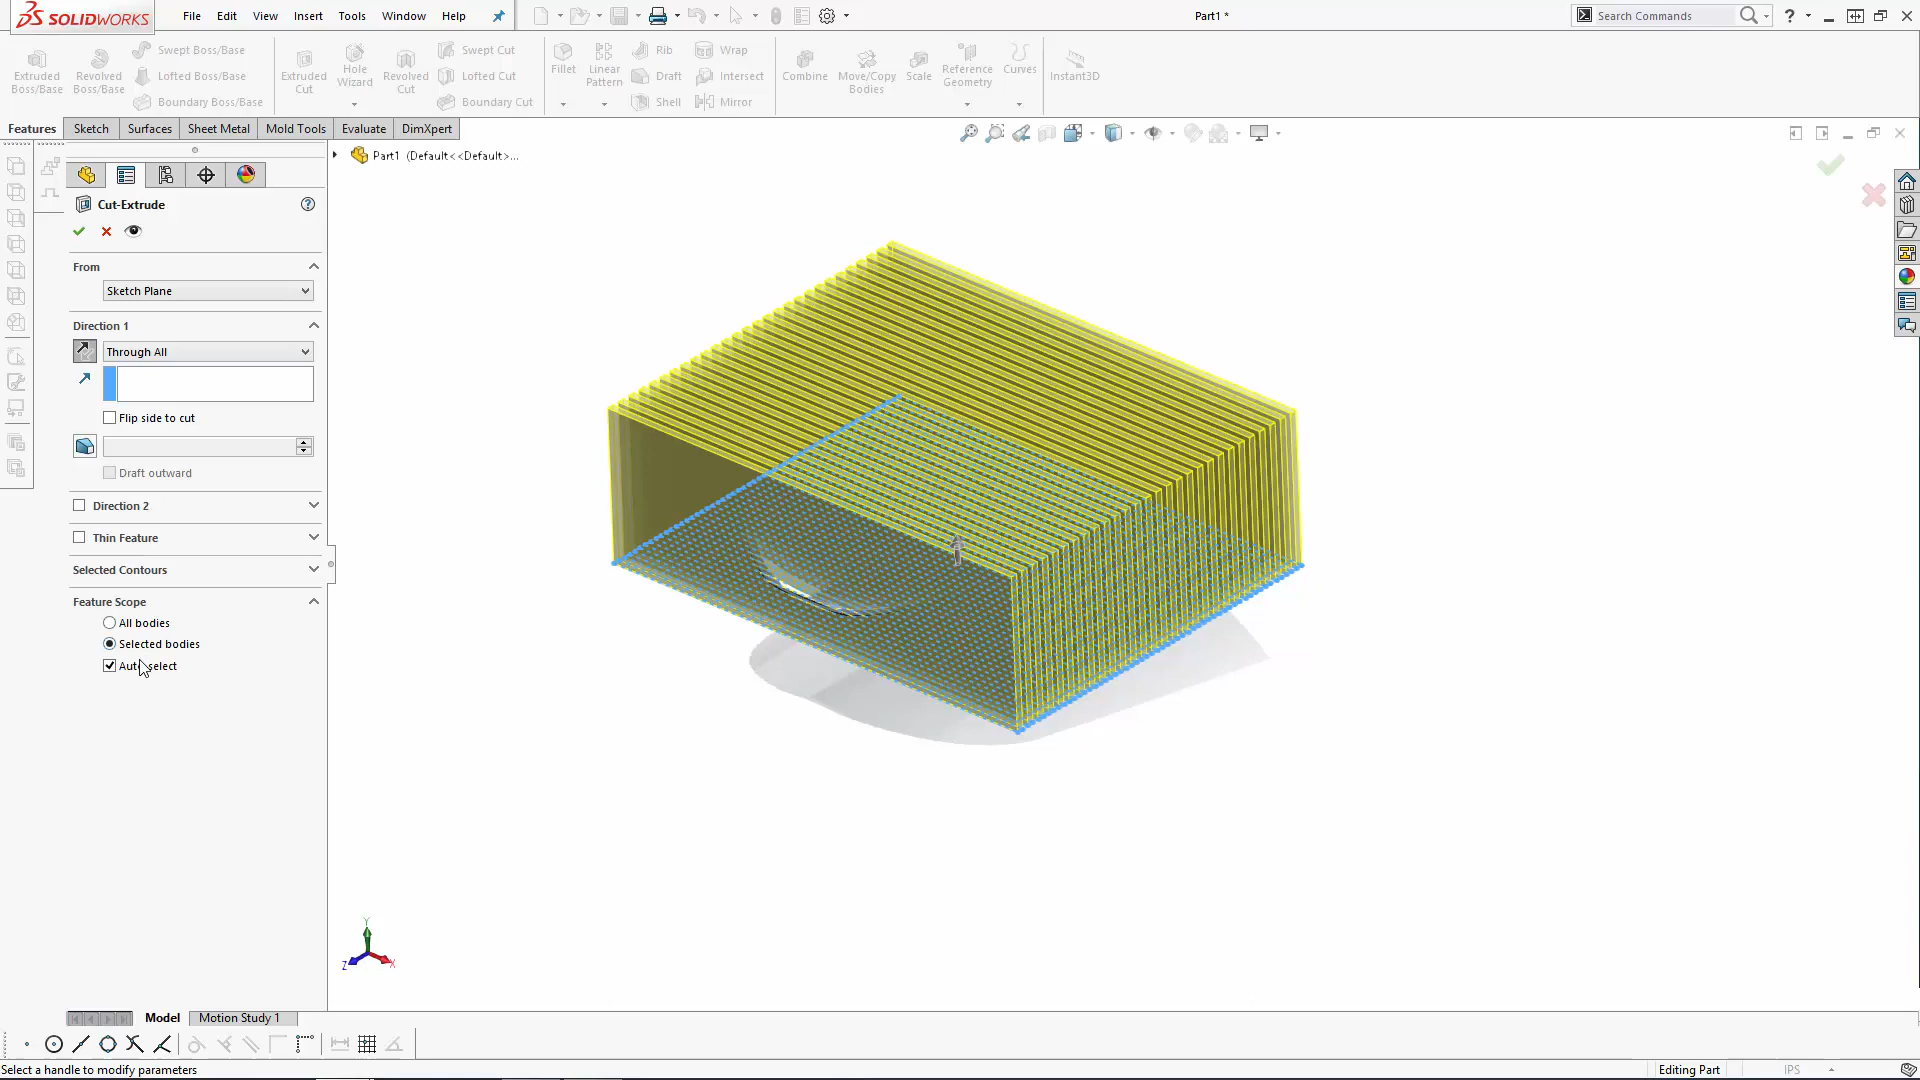 SOLIDWORKS File Edit View Insert Tools Window Help Part1 * Search Commands
Extruded Boss/Base Revolved Boss/Base Swept Boss/Base Lofted Boss/Base Boundary Boss/Base Extruded Cut Hole Wizard Revolved Cut Swept Cut Lofted Cut Boundary Cut Fillet Linear Pattern Rib Draft Shell Wrap Intersect Mirror Combine Move/Copy Bodies Scale Reference Geometry Curves Instant3D
Features Sketch Surfaces Sheet Metal Mold Tools Evaluate DimXpert
Part1 (Default<<Default>...
Cut-Extrude
From
Sketch Plane
Direction 1
Through All
Flip side to cut
Draft outward
Direction 2
Thin Feature
Selected Contours
Feature Scope
All bodies
Selected bodies
Auto-select
Y
Z X
Model Motion Study 1
Select a handle to modify parameters Editing Part IPS